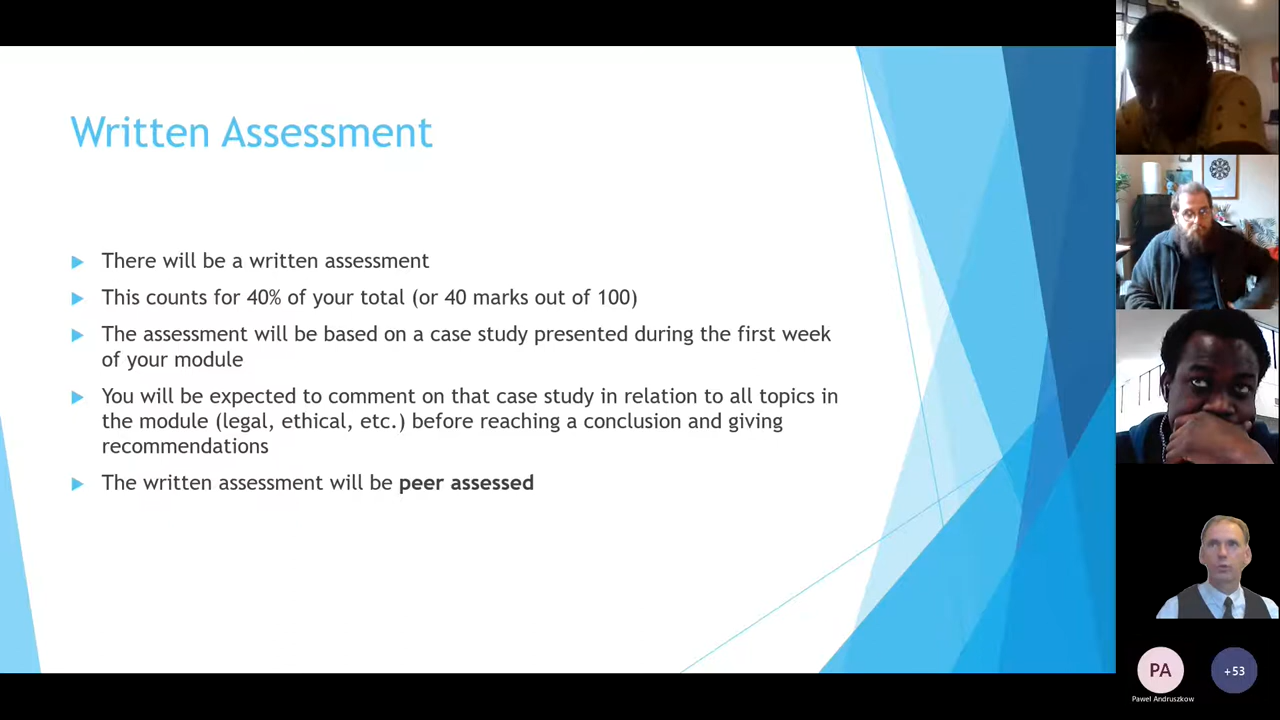 Written Assessment
There will be a written assessment
This counts for 40% of your total (or 40 marks out of 100)
The assessment will be based on a case study presented during the first week
of your module
You will be expected to comment on that case study in relation to all topics in
the module (legal, ethical, etc.) before reaching a conclusion and giving
recommendations
The written assessment will be peer assessed
PA
+53
Pawel Andruszkow